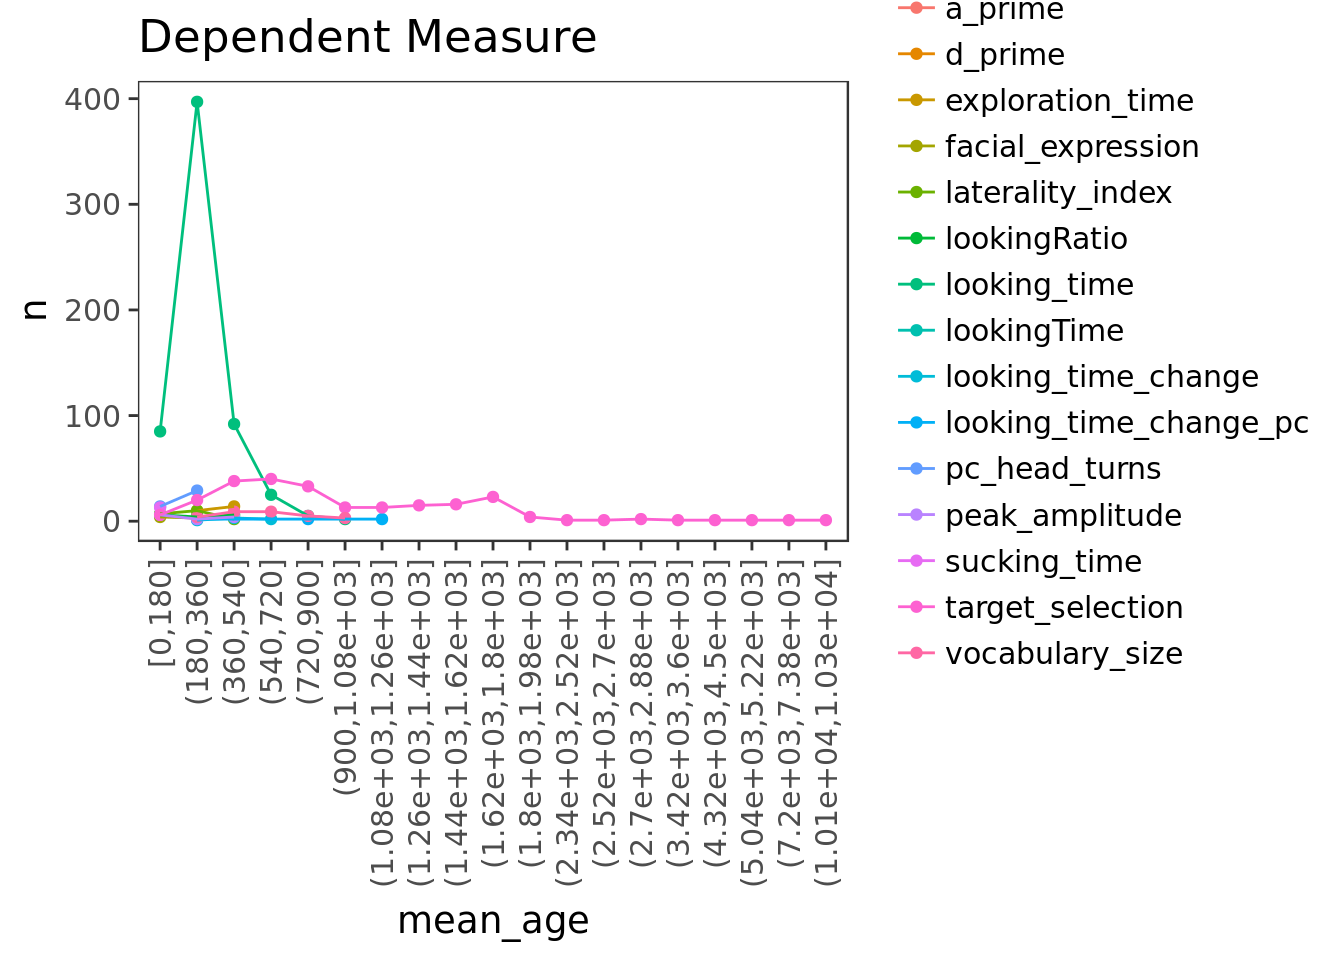 Dependent Measure
n
400
300
200
100
0
[0,180]
(180,360]
(360,540]
(540,720]
(720,900]
(900,1.08e+03]
(1.08e+03,1.26e+03]
(1.26e+03,1.44e+03]
(1.44e+03,1.62e+03]
(1.62e+03,1.8e+03]
(1.8e+03,1.98e+03]
(2.34e+03,2.52e+03]
(2.52e+03,2.7e+03]
(2.7e+03,2.88e+03]
(3.42e+03,3.6e+03]
(4.32e+03,4.5e+03]
(5.04e+03,5.22e+03]
(7.2e+03,7.38e+03]
(1.01e+04,1.03e+04]
mean_age
a_prime
d_prime
exploration_time
facial_expression
laterality_index
lookingRatio
looking_time
lookingTime
looking_time_change
looking_time_change_pc
pc_head_turns
peak_amplitude
sucking_time
target_selection
vocabulary_size